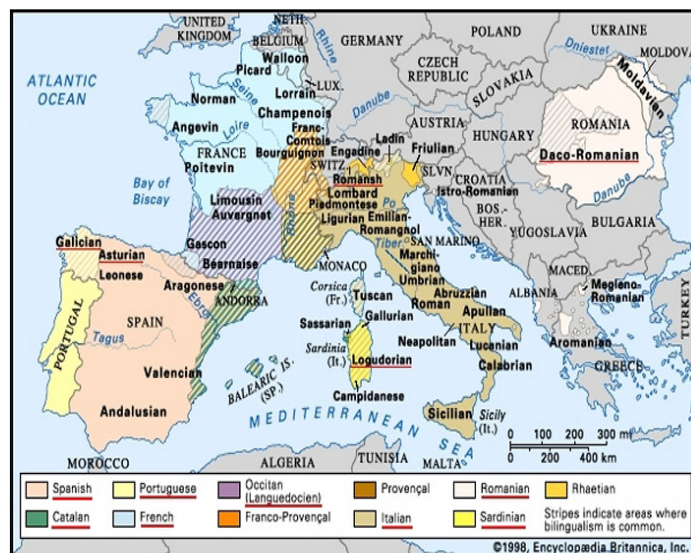 UNITED
KINGDOM
NETH.
BELGIUM
Walloon
Picard
LUX.
Rhine
GERMANY
POLAND
CZECH
REPUBLIC
SLOVAKIA
UKRAINE
Dniester
MOLDOVA
Moldavian
ATLANTIC
OCEAN
Norman
Seine
Lorrain
Champenois
Danube
AUSTRIA
HUNGARY
ROMANIA
Daco-Romanian
Danube
Angevin
Loire
Franc-
Comtois
Bourguignon
FRANCE
Poitevin
Engadine
Ladin
Friulian
SWITZ.
Romansh
SLVN.
CROATIA
Istro-Romanian
BOS.-
HER.
YUGOSLAVIA
BULGARIA
Bay of
Biscay
Limousin
Auvergnat
Rhône
Lombard
Piedmontese
Po
Ligurian
Emilian-
Romangnol
Tiber
SAN MARINO
Gascon
Béarnaise
MONACO
Marchi-
giano
Umbrian
Corsica
(Fr.)
Tuscan
Roman
Abruzzian
Apulian
ITALY
MACED.
ALBANIA
Megleno-
Romanian
TURKEY
Galician
Asturian
Leonese
Aragonese
ANDORRA
Ebro
PORTUGAL
SPAIN
Tagus
Valencian
Andalusian
BALEARIC IS.
(SP.)
Sassarian
Gallurian
Sardinia
(It.)
Logudorian
Campidanese
Neapolitan
Lucanian
Calabrian
Aromanian
GREECE
Sicilian
Sicily
(It.)
MEDITERRANEAN SEA
MOROCCO
ALGERIA
TUNISIA
MALTA
0 100 200 300 mi
0 200 400 km
Spanish
Portuguese
Occitan
(Languedocien)
Provençal
Romanian
Rhaetian
Catalan
French
Franco-Provençal
Italian
Sardinian
Stripes indicate areas where
bilingualism is common.
©1998, Encyclopædia Britannica, Inc.